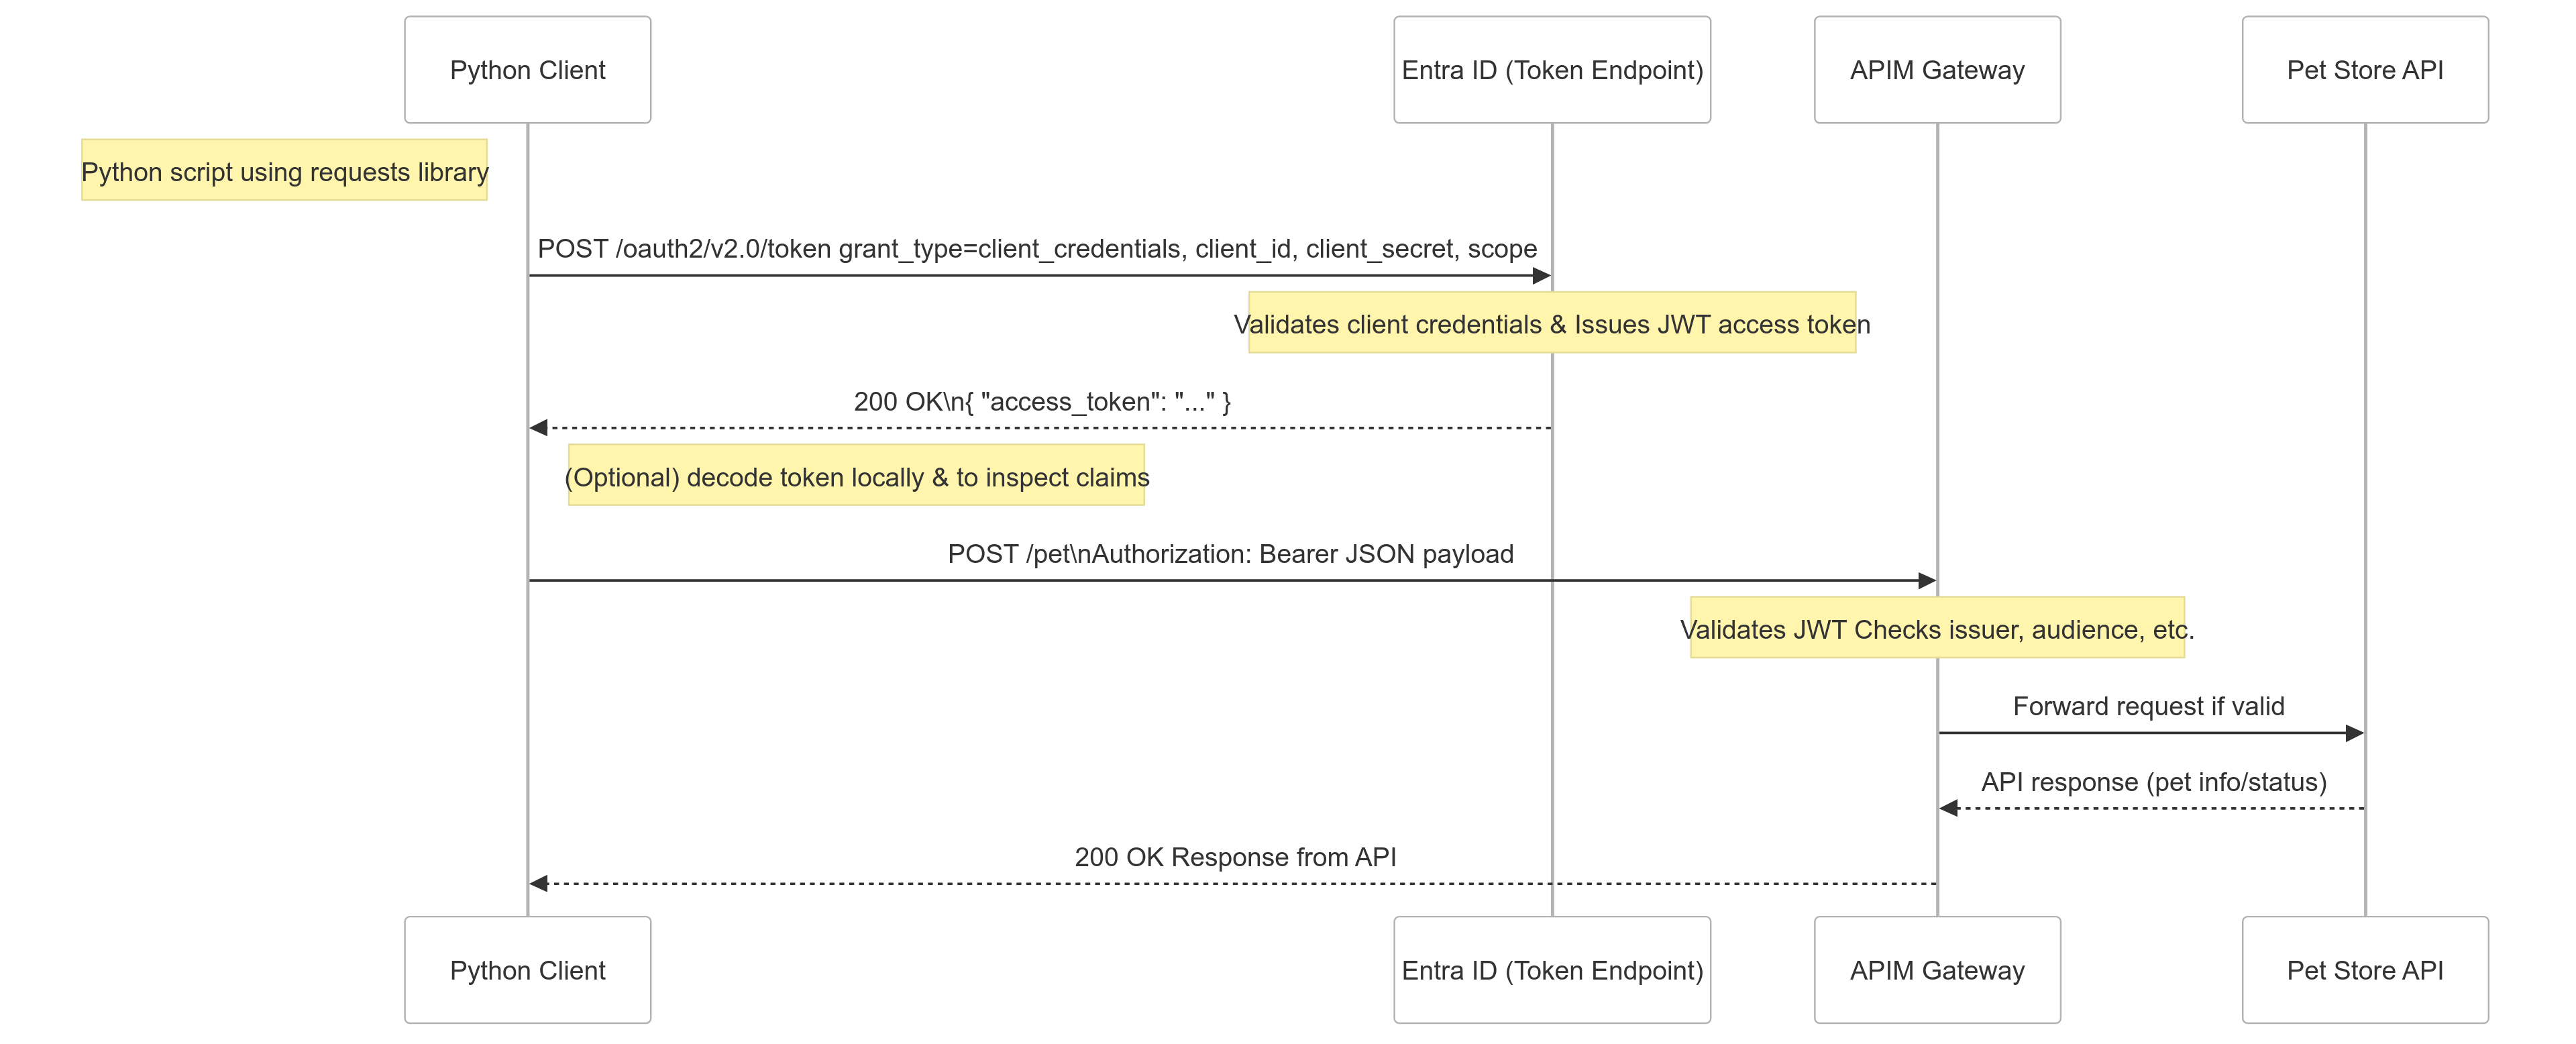 Python Client
Entra ID (Token Endpoint)
APIM Gateway
Pet Store API
Python script using requests library
POST /oauth2/v2.0/token grant_type=client_credentials, client_id, client_secret, scope
Validates client credentials & Issues JWT access token
200 OK\n{ "access_token": "..." }
(Optional) decode token locally & to inspect claims
POST /pet\nAuthorization: Bearer JSON payload
Validates JWT Checks issuer, audience, etc.
Forward request if valid
API response (pet info/status)
200 OK Response from API
Python Client
Entra ID (Token Endpoint)
APIM Gateway
Pet Store API